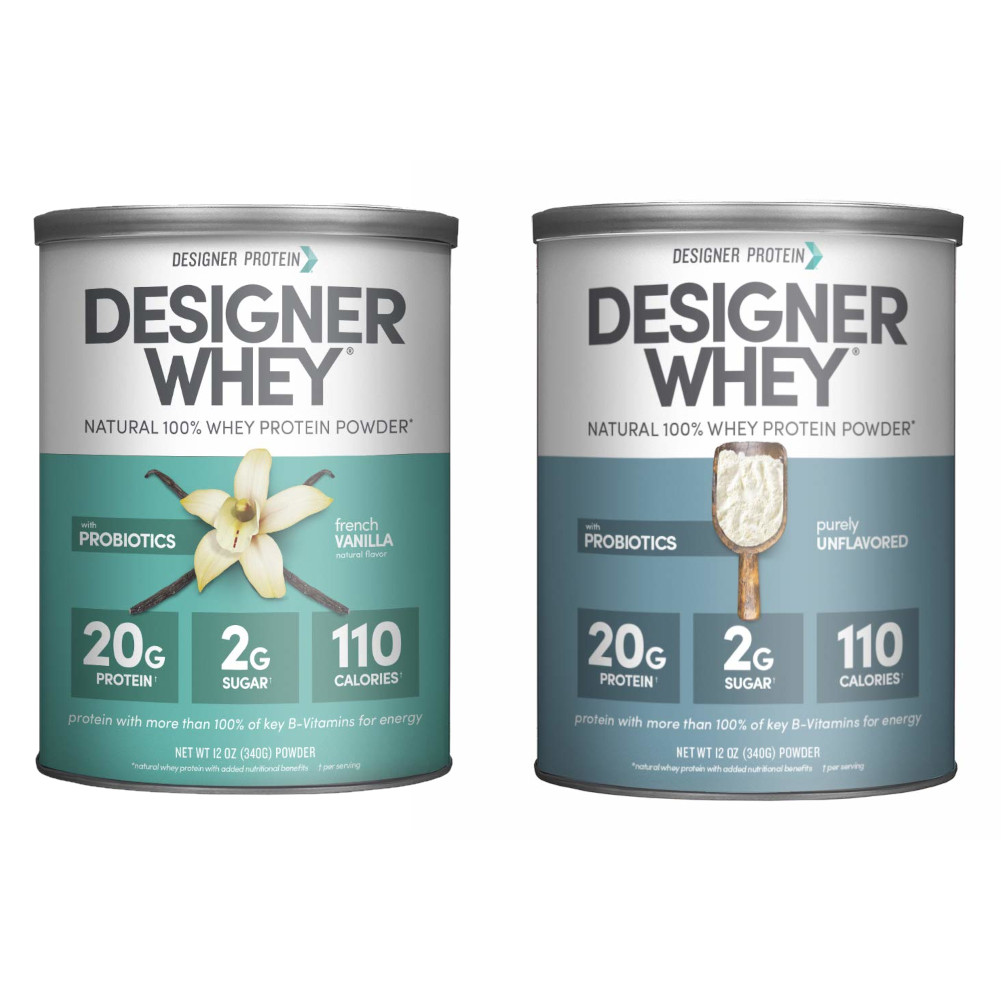 DESIGNER PROTEIN
DESIGNER
WHEY®
NATURAL 100% WHEY PROTEIN POWDER*
with
PROBIOTICS
french
VANILLA
natural flavor
20G
PROTEIN†
2G
SUGAR†
110
CALORIES†
protein with more than 100% of key B-Vitamins for energy
NET WT 12 OZ (340G) POWDER
*natural whey protein with added nutritional benefits † per serving
DESIGNER PROTEIN
DESIGNER
WHEY®
NATURAL 100% WHEY PROTEIN POWDER*
with
PROBIOTICS
purely
UNFLAVORED
20G
PROTEIN†
2G
SUGAR†
110
CALORIES†
protein with more than 100% of key B-Vitamins for energy
NET WT 12 OZ (340G) POWDER
*natural whey protein with added nutritional benefits † per serving